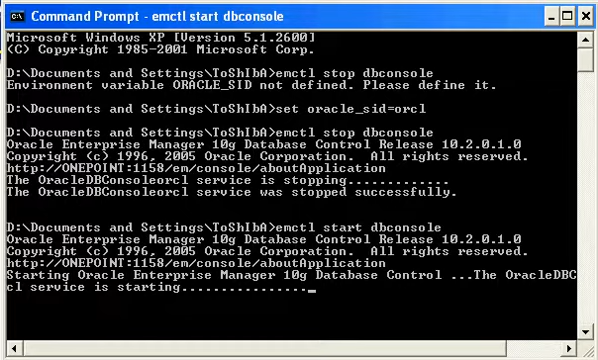 Command Prompt - emctl start dbconsole
Microsoft Windows XP [Version 5.1.2600]
(C) Copyright 1985-2001 Microsoft Corp.
D:\Documents and Settings\ToShIbA>emctl stop dbconsole
Environment variable ORACLE_SID not defined. Please define it.
D:\Documents and Settings\ToShIbA>set oracle_sid=orcl
D:\Documents and Settings\ToShIbA>emctl stop dbconsole
Oracle Enterprise Manager 10g Database Control Release 10.2.0.1.0
Copyright (c) 1996, 2005 Oracle Corporation.  All rights reserved.
http://ONEPOINT:1158/em/console/aboutApplication
The OracleDBConsoleorcl service is stopping.............
The OracleDBConsoleorcl service was stopped successfully.
D:\Documents and Settings\ToShIbA>emctl start dbconsole
Oracle Enterprise Manager 10g Database Control Release 10.2.0.1.0
Copyright (c) 1996, 2005 Oracle Corporation.  All rights reserved.
http://ONEPOINT:1158/em/console/aboutApplication
Starting Oracle Enterprise Manager 10g Database Control ...The OracleDBC
cl service is starting................_